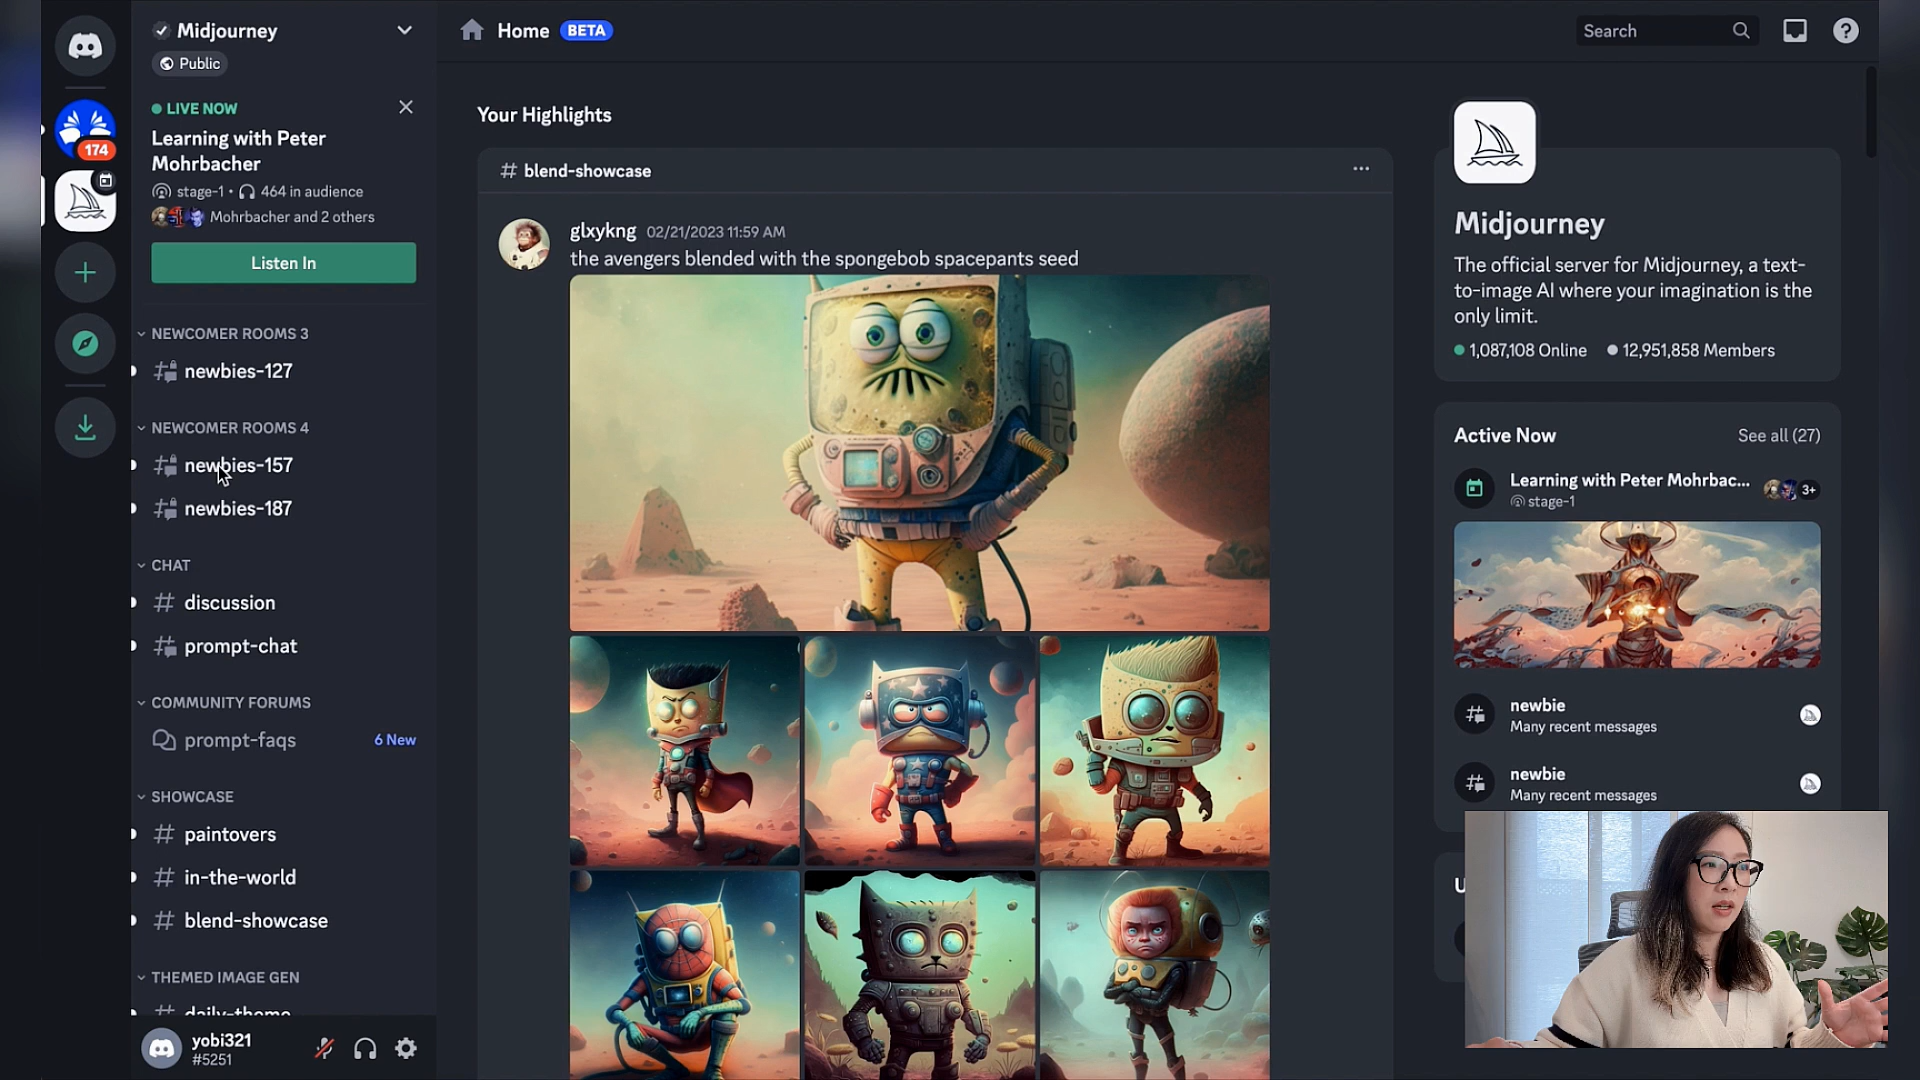 Midjourney
Public
LIVE NOW
Learning with Peter
Mohrbacher
stage-1 • 464 in audience
Mohrbacher and 2 others
Listen In
174
NEWCOMER ROOMS 3
newbies-127
NEWCOMER ROOMS 4
newbies-157
newbies-187
CHAT
discussion
prompt-chat
COMMUNITY FORUMS
prompt-faqs 6 New
SHOWCASE
paintovers
in-the-world
blend-showcase
THEMED IMAGE GEN
daily-theme
yobi321
#5251
Home BETA
Search
Your Highlights
# blend-showcase
glxykng 02/21/2023 11:59 AM
the avengers blended with the spongebob spacepants seed
Midjourney
The official server for Midjourney, a text-
to-image AI where your imagination is the
only limit.
1,087,108 Online 12,951,858 Members
Active Now See all (27)
Learning with Peter Mohrbac... 3+
stage-1
newbie
Many recent messages
newbie
Many recent messages